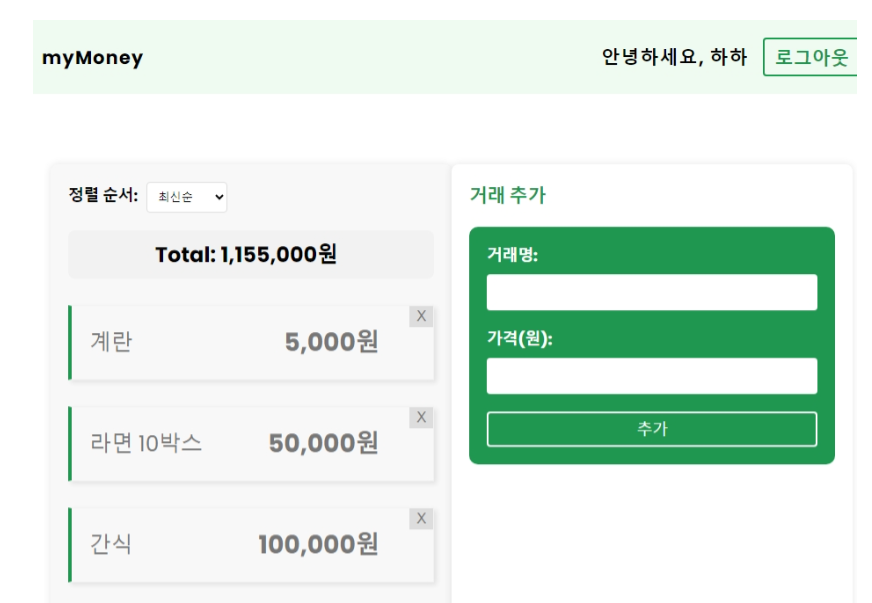 myMoney
안녕하세요, 하하
로그아웃
정렬 순서: 최신순
Total: 1,155,000원
계란 5,000원 X
라면 10박스 50,000원 X
간식 100,000원 X
거래 추가
거래명:
가격(원):
추가